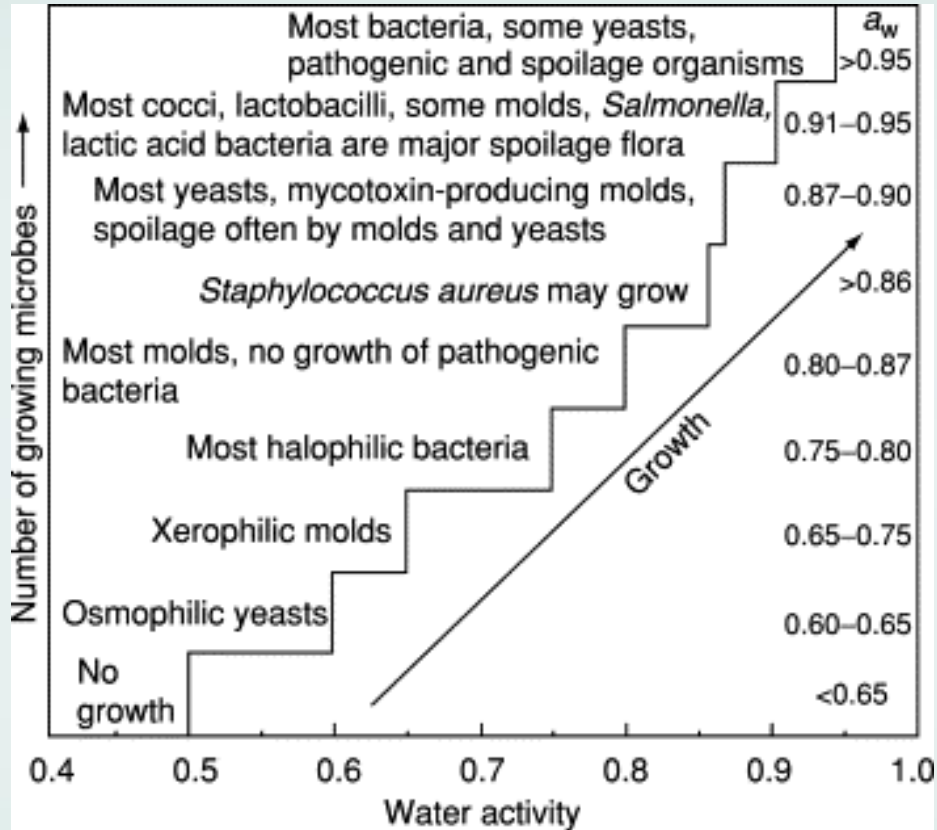 Most bacteria, some yeasts,
pathogenic and spoilage organisms
a_w
>0.95
Most cocci, lactobacilli, some molds, Salmonella,
lactic acid bacteria are major spoilage flora
0.91–0.95
Most yeasts, mycotoxin-producing molds,
spoilage often by molds and yeasts
0.87–0.90
Staphylococcus aureus may grow
>0.86
Most molds, no growth of pathogenic
bacteria
0.80–0.87
Most halophilic bacteria
0.75–0.80
Xerophilic molds
0.65–0.75
Osmophilic yeasts
0.60–0.65
No
growth
<0.65
Growth
Number of growing microbes
0.4 0.5 0.6 0.7 0.8 0.9 1.0
Water activity